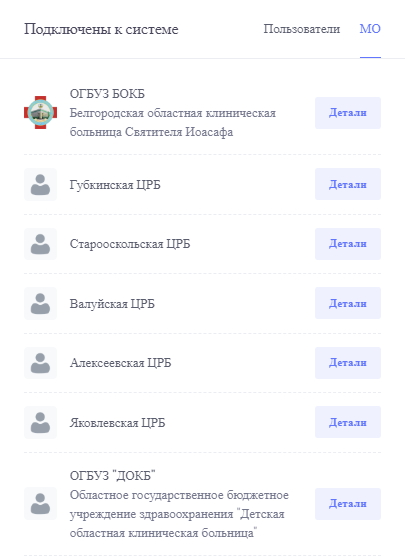 Подключены к системе
Пользователи
МО
ОГБУЗ БОКБ
Белгородская областная клиническая
больница Святителя Иоасафа
Детали
Губкинская ЦРБ
Детали
Старооскольская ЦРБ
Детали
Валуйская ЦРБ
Детали
Алексеевская ЦРБ
Детали
Яковлевская ЦРБ
Детали
ОГБУЗ "ДОКБ"
Областное государственное бюджетное
учреждение здравоохранения "Детская
областная клиническая больница"
Детали